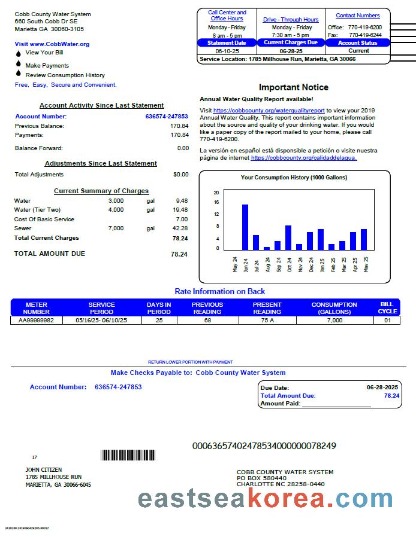 Cobb County Water System
660 South Cobb Dr SE
Marietta GA 30060-3105
Visit www.CobbWater.org
View Your Bill
Make Payments
Review Consumption History
Free, Easy, Secure and Convenient.
Call Center and
Office Hours
Monday - Friday
8 am - 5 pm
Drive - Through Hours
Monday - Friday
7:30 am - 5 pm
Contact Numbers
Office: 770-419-6200
Fax: 770-419-6244
Statement Date
Current Charges Due
Account Status
06-10-25
06-28-25
Current
Service Location: 1785 Millhouse Run, Marietta, GA 30066
Account Activity Since Last Statement
Account Number: 636574-247853
Previous Balance: 170.84
Payments: 170.84
Balance Forward: 0.00
Adjustments Since Last Statement
Total Adjustments $0.00
Current Summary of Charges
Water 3,000 gal 9.48
Water (Tier Two) 4,000 gal 19.48
Cost Of Basic Service 7.00
Sewer 7,000 gal 42.28
Total Current Charges 78.24
TOTAL AMOUNT DUE 78.24
Important Notice
Annual Water Quality Report available!
Visit https://cobbcounty.org/waterqualityreport to view your 2019
Annual Water Quality. This report contains important information
about the source and quality of your drinking water. If you would
like a paper copy of the report mailed to your home, please call
770-419-6200.
La versión en español está disponible a petición o visite nuestra
página de internet https://cobbcounty.org/calidaddelagua.
Your Consumption History (1000 Gallons)
20
16
12
8
4
0
May 24
Jun 24
Jul 24
Aug 24
Sep 24
Oct 24
Nov 24
Dec 24
Jan 25
Feb 25
Mar 25
Apr 25
May 25
Rate Information on Back
METER NUMBER SERVICE PERIOD DAYS IN PERIOD PREVIOUS READING PRESENT READING CONSUMPTION (GALLONS) BILL CYCLE
05/16/25- 06/10/25 25 68 75 A 7,000 01
RETURN LOWER PORTION WITH PAYMENT
Make Checks Payable to: Cobb County Water System
Account Number: 636574-247853
Due Date: 06-28-2025
Total Amount Due: 78.24
Amount Paid:
17
JOHN CITIZEN
1785 MILLHOUSE RUN
MARIETTA, GA 30066-6045
COBB COUNTY WATER SYSTEM
PO BOX 580440
CHARLOTTE NC 28258-0440
eastseakorea.com